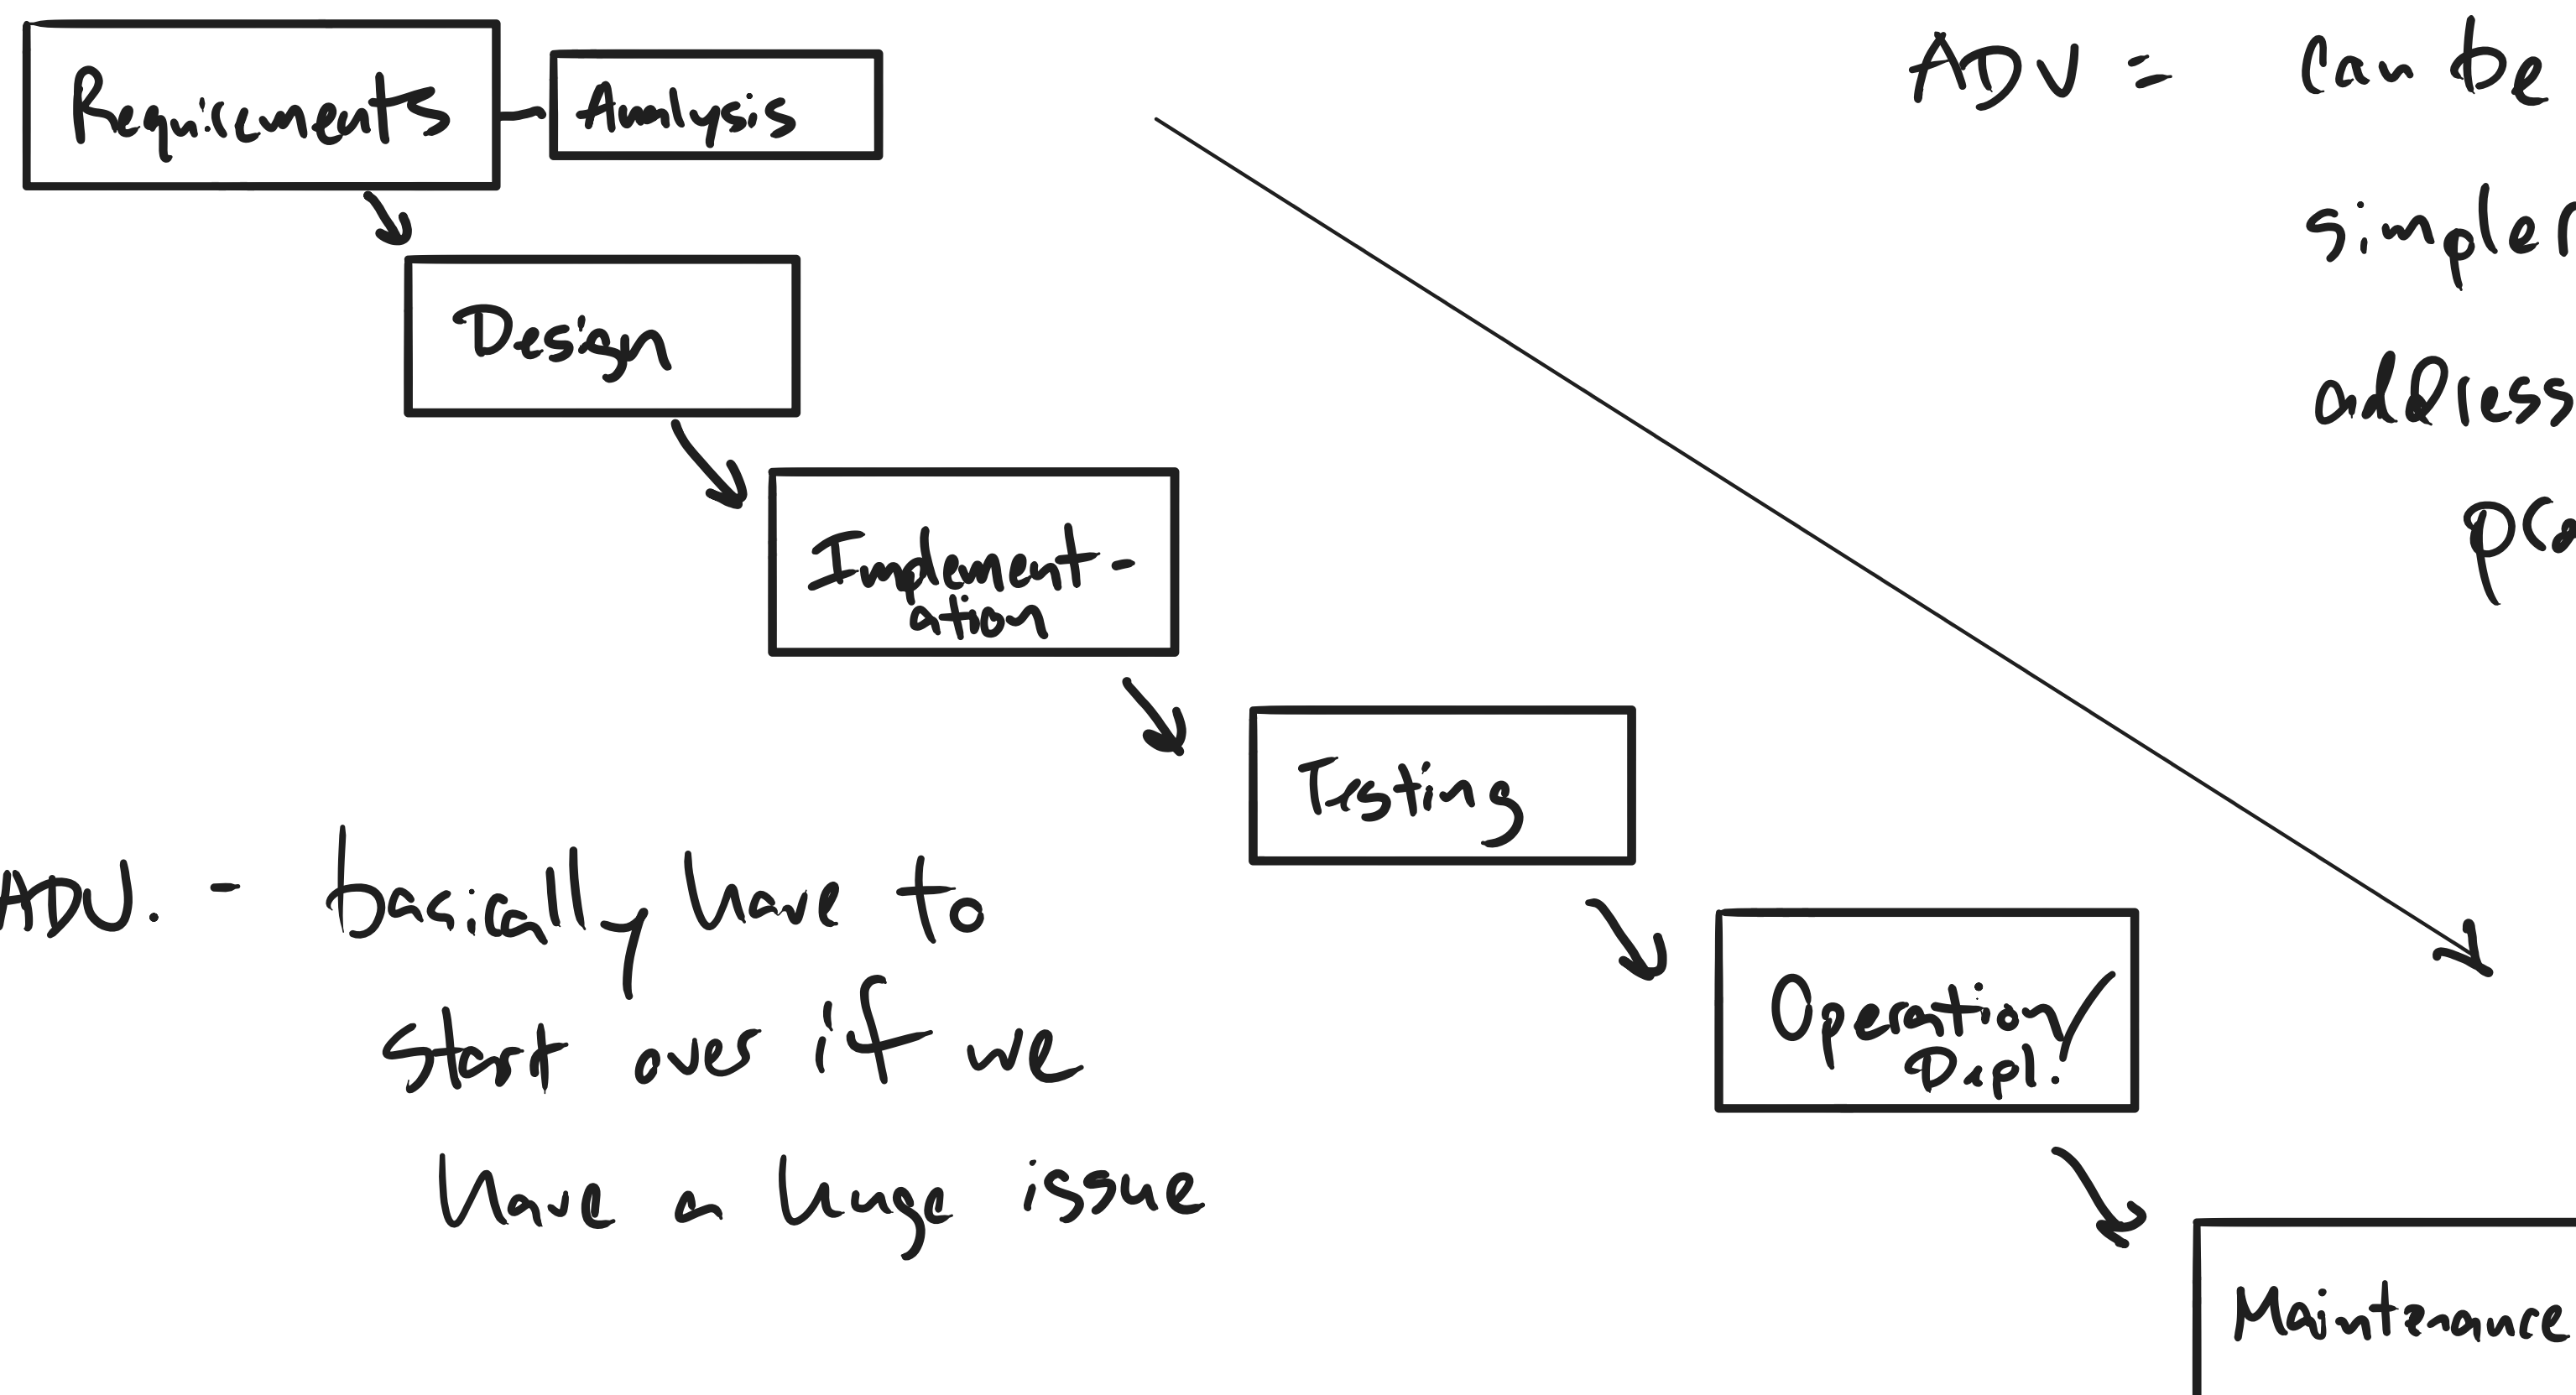 Requirements
Analysis
ADV = can be
simpler
address
Design
Implement-
ation
Testing
ADV. - basically have to
start over if we
have a huge issue
Operation/
Depl.
Maintenance